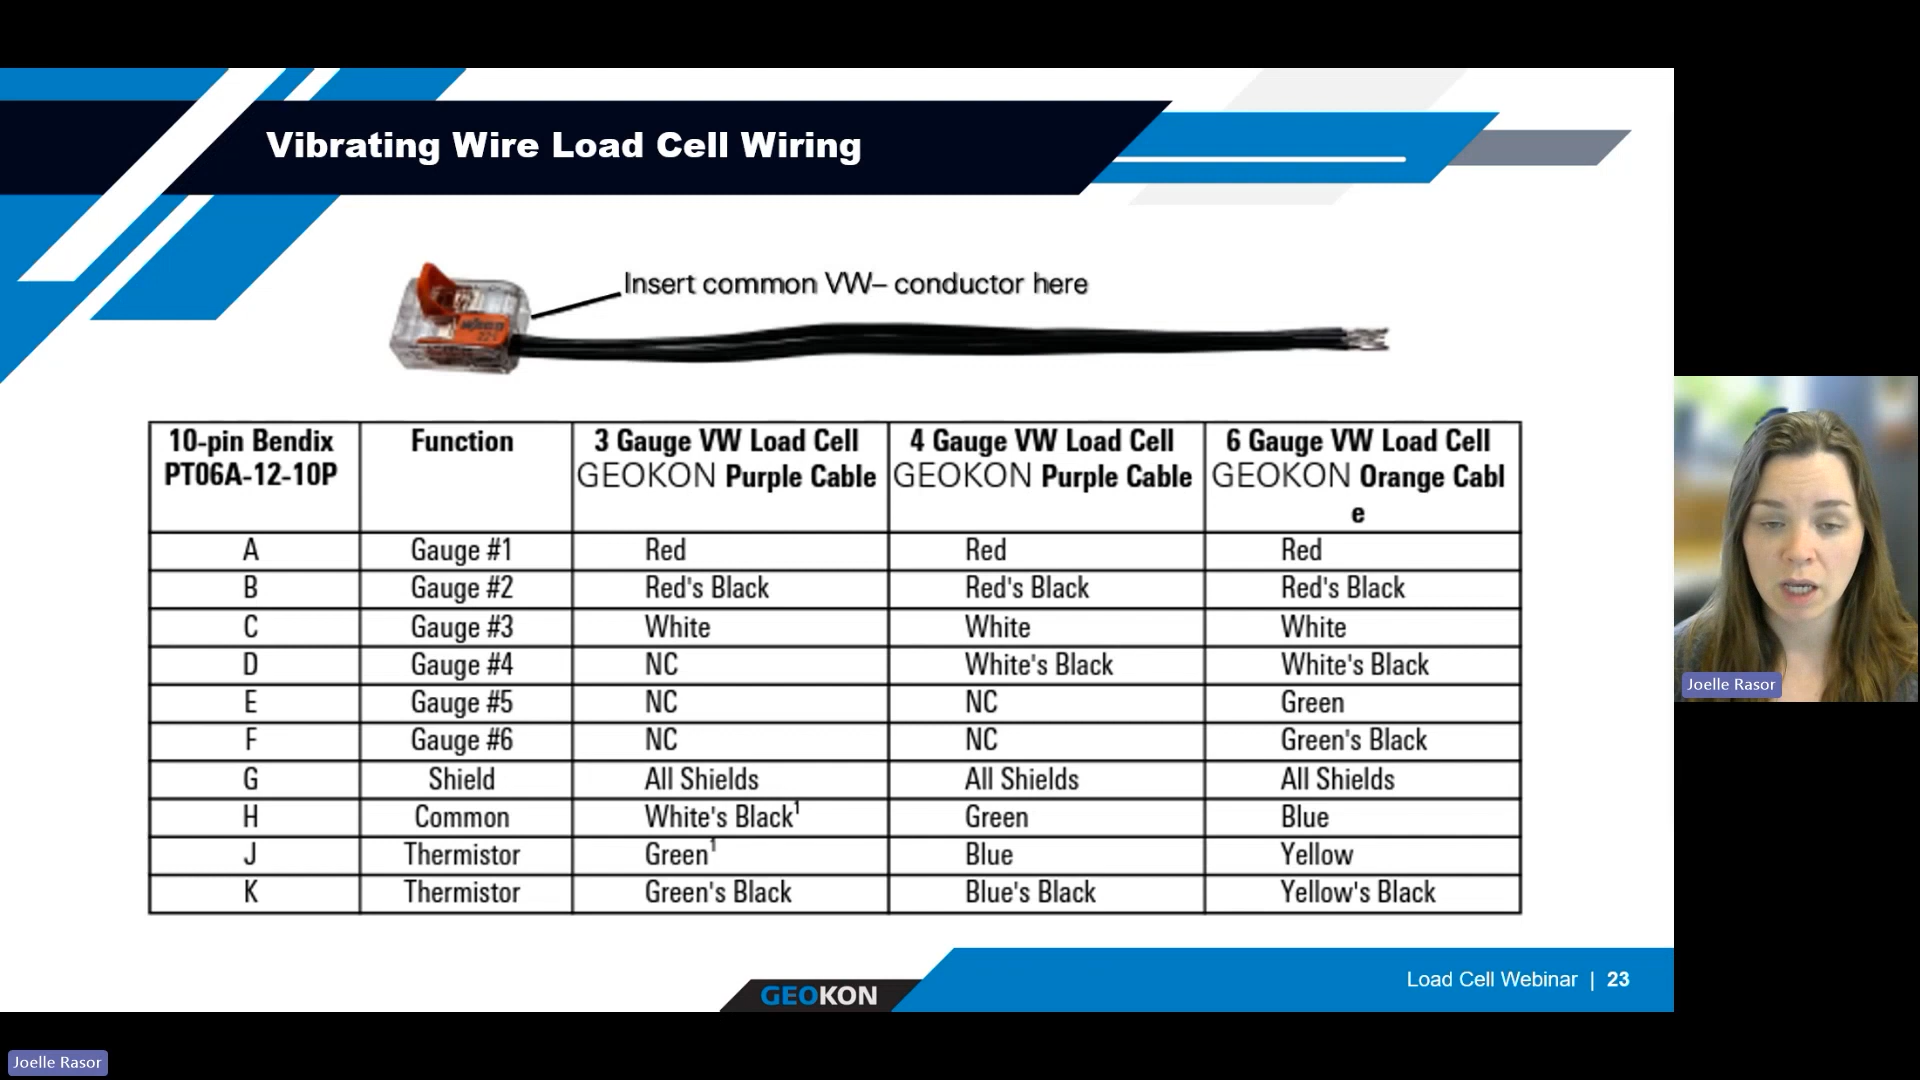 Vibrating Wire Load Cell Wiring
Insert common VW– conductor here
10-pin Bendix PT06A-12-10P | Function | 3 Gauge VW Load Cell GEOKON Purple Cable | 4 Gauge VW Load Cell GEOKON Purple Cable | 6 Gauge VW Load Cell GEOKON Orange Cable
A Gauge #1 Red Red Red
B Gauge #2 Red's Black Red's Black Red's Black
C Gauge #3 White White White
D Gauge #4 NC White's Black White's Black
E Gauge #5 NC NC Green
F Gauge #6 NC NC Green's Black
G Shield All Shields All Shields All Shields
H Common White's Black¹ Green Blue
J Thermistor Green¹ Blue Yellow
K Thermistor Green's Black Blue's Black Yellow's Black
Load Cell Webinar | 23
GEOKON
Joelle Rasor
Joelle Rasor